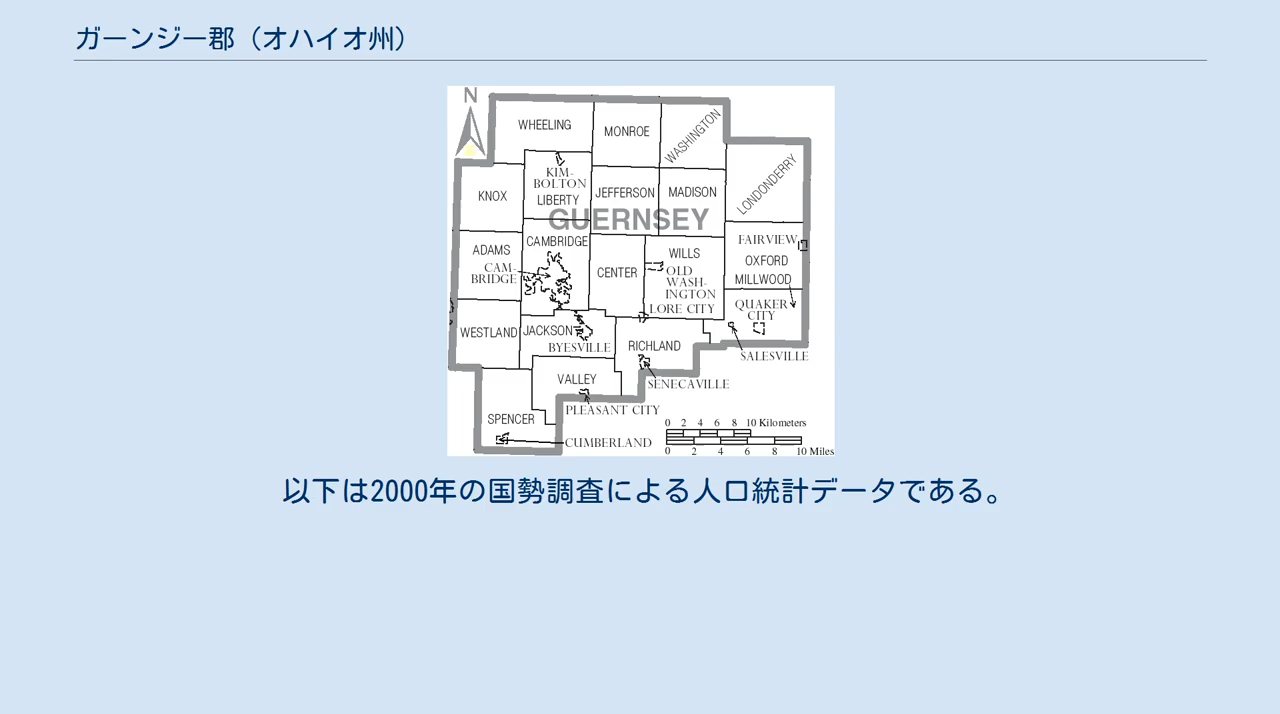 ガーンジー郡（オハイオ州）
N
WHEELING
MONROE
WASHINGTON
LONDONDERRY
KNOX
KIM-
BOLTON
LIBERTY
JEFFERSON
MADISON
GUERNSEY
ADAMS
CAMBRIDGE
CAM-
BRIDGE
CENTER
WILLS
OLD
WASH-
INGTON
LORE CITY
FAIRVIEW
OXFORD
MILLWOOD
QUAKER
CITY
WESTLAND
JACKSON
BYESVILLE
RICHLAND
SALESVILLE
VALLEY
SENECAVILLE
PLEASANT CITY
SPENCER
CUMBERLAND
0 2 4 6 8 10 Kilometers
0 2 4 6 8 10 Miles
以下は2000年の国勢調査による人口統計データである。